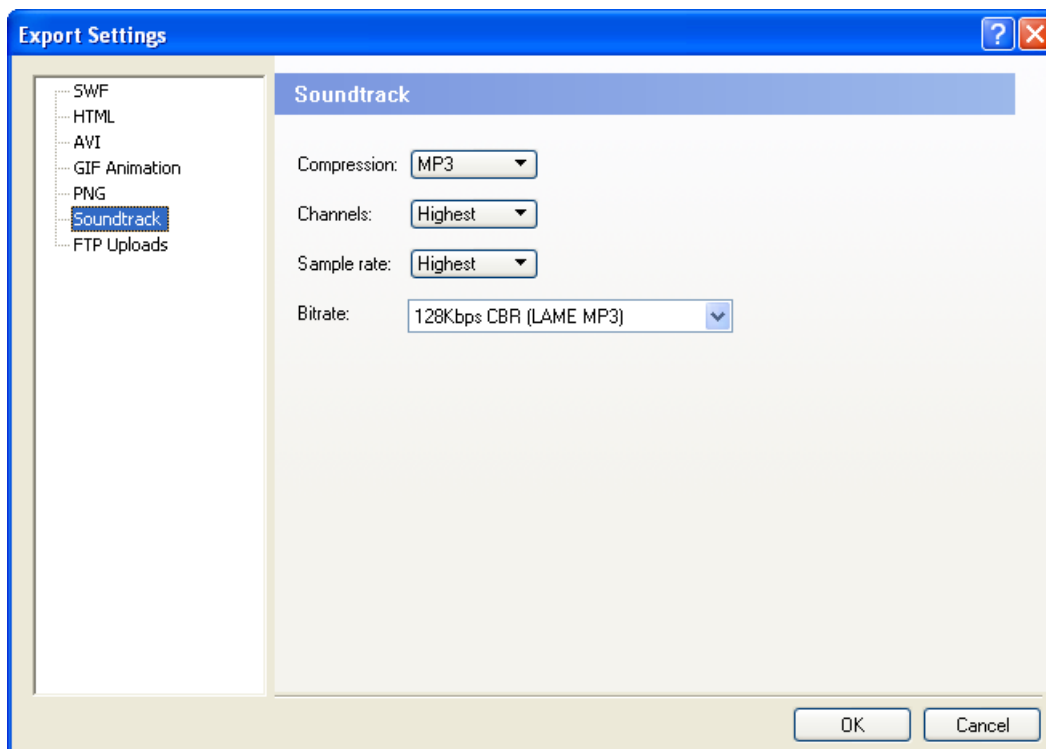 Export Settings
SWF
HTML
AVI
GIF Animation
PNG
Soundtrack
FTP Uploads
Soundtrack
Compression: MP3
Channels: Highest
Sample rate: Highest
Bitrate: 128Kbps CBR (LAME MP3)
OK Cancel